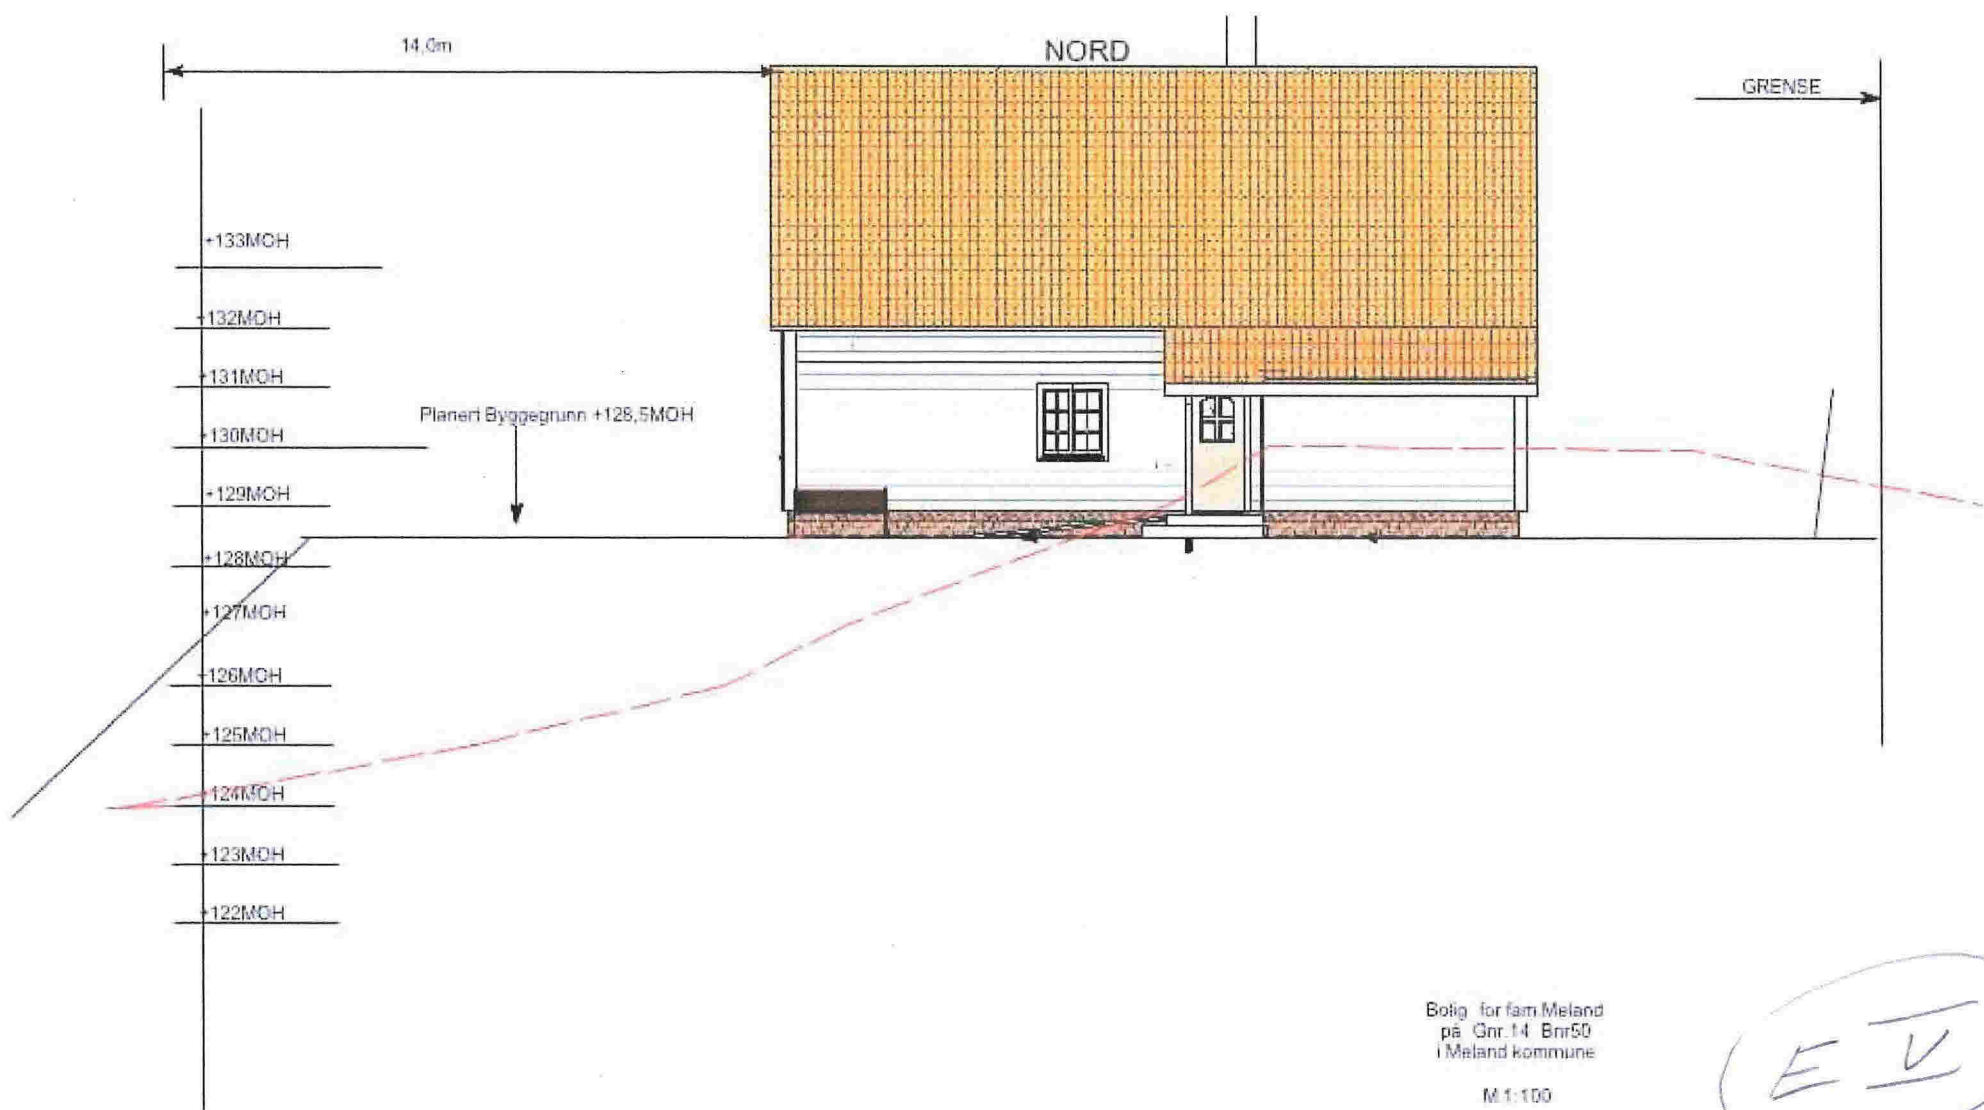 14,0m
NORD
GRENSE
+133MOH
+132MOH
+131MOH
Planert Byggegrunn +128,5MOH
+130MOH
+129MOH
+128MOH
+127MOH
+126MOH
+125MOH
+124MOH
+123MOH
+122MOH
Bolig for fam.Meland
på Gnr.14 Bnr50
i Meland kommune
M 1:100
E V